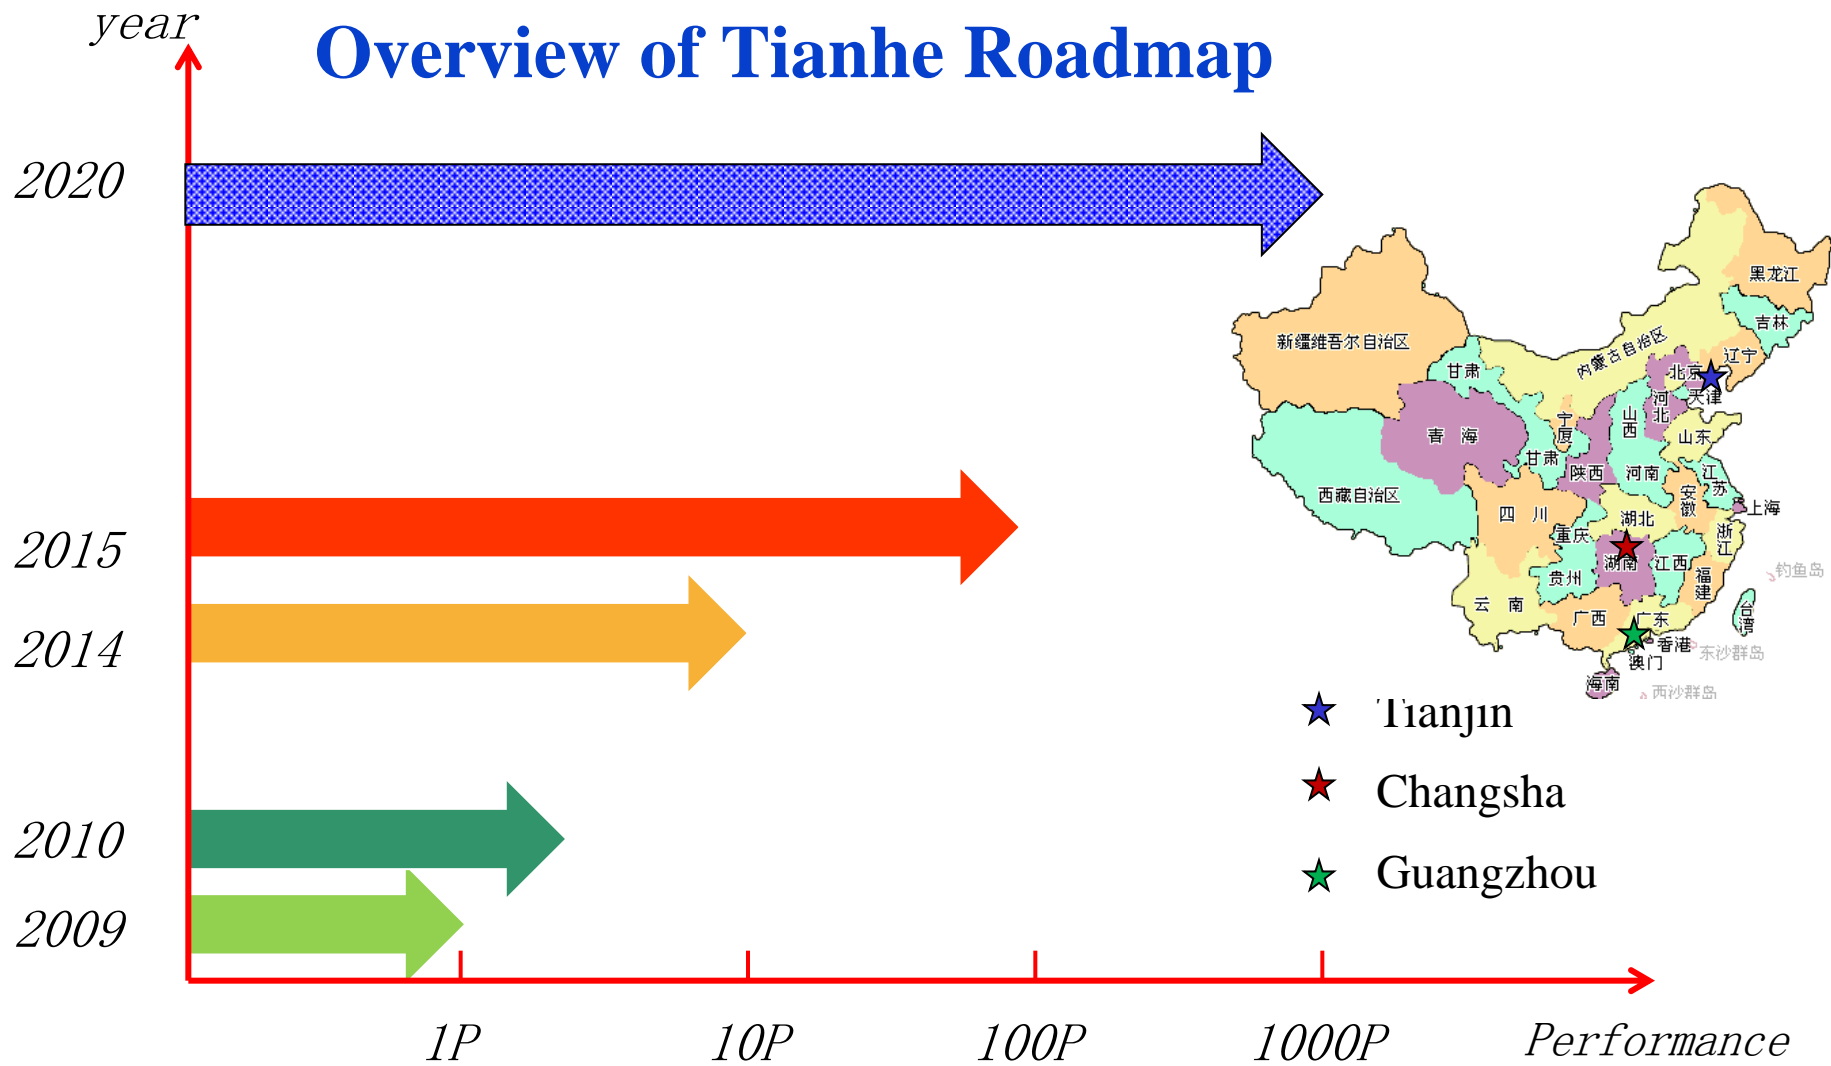 year
Overview of Tianhe Roadmap
2020
2015
2014
2010
2009
1P
10P
100P
1000P
Performance
黑龙江
吉林
辽宁
内蒙古自治区
新疆维吾尔自治区
甘肃
北京
天津
河北
山西
宁厦
山东
青 海
甘肃
陕西
河南
江苏
西藏自治区
安徽
四 川
湖北
上海
重庆
浙江
湖南
江西
贵州
福建
钓鱼岛
云 南
广西
广东
台湾
香港
东沙群岛
澳门
海南
西沙群岛
Tianjin
Changsha
Guangzhou